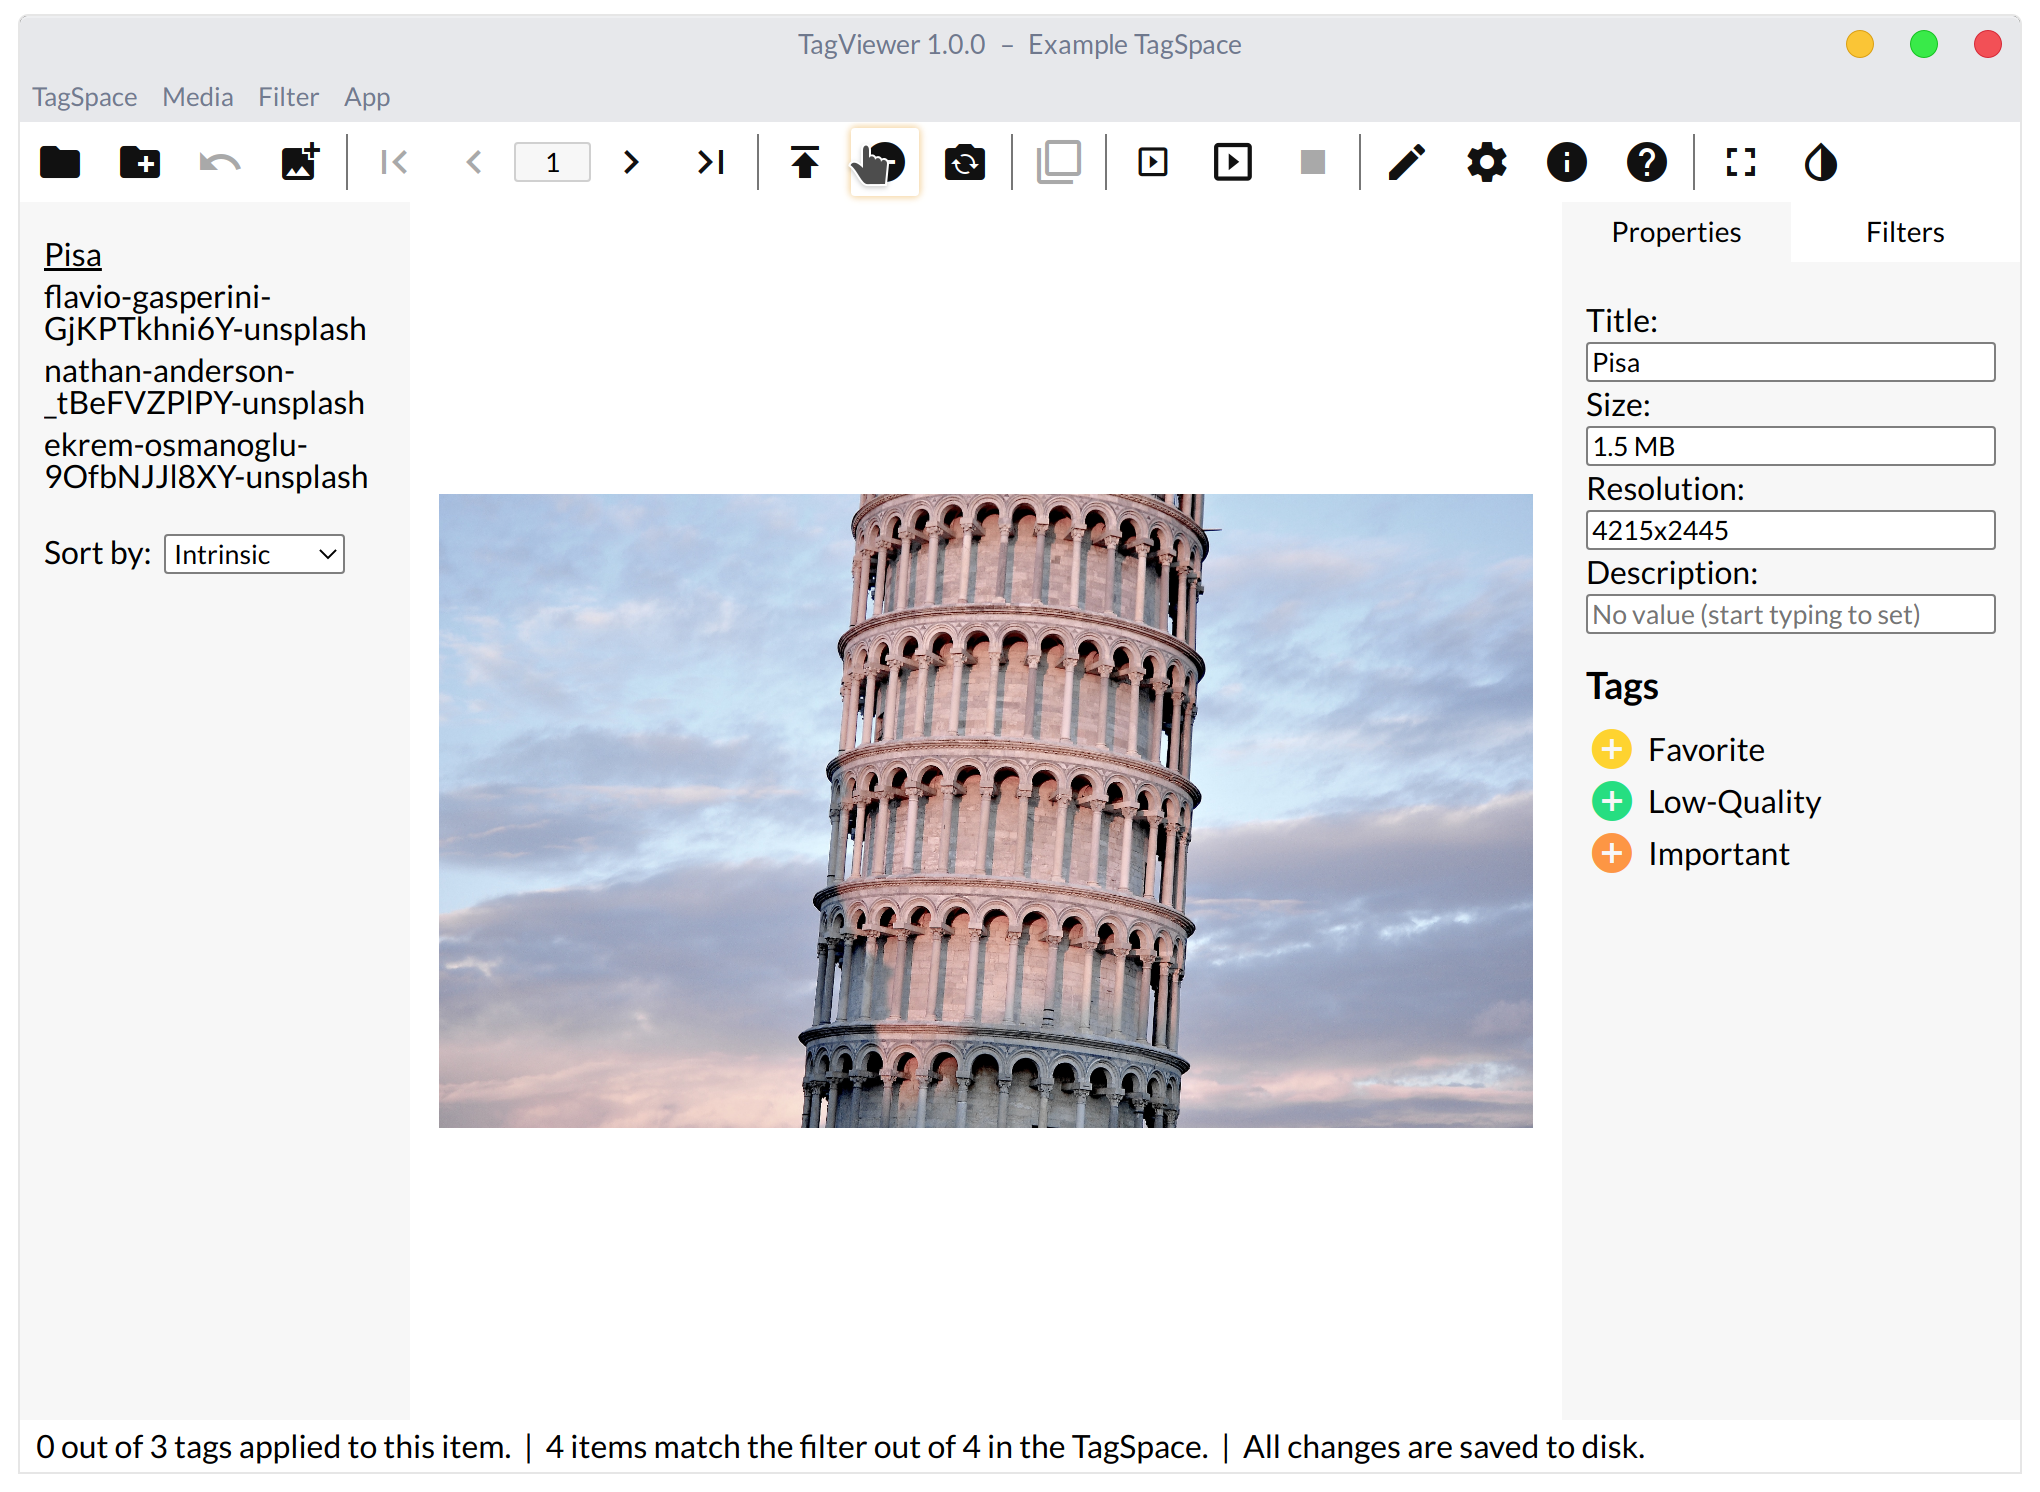 TagViewer 1.0.0 – Example TagSpace
TagSpace Media Filter App
1
Pisa
flavio-gasperini-
GjKPTkhni6Y-unsplash
nathan-anderson-
_tBeFVZPlPY-unsplash
ekrem-osmanoglu-
9OfbNJJl8XY-unsplash
Sort by: Intrinsic
Properties Filters
Title:
Pisa
Size:
1.5 MB
Resolution:
4215x2445
Description:
No value (start typing to set)
Tags
Favorite
Low-Quality
Important
0 out of 3 tags applied to this item. | 4 items match the filter out of 4 in the TagSpace. | All changes are saved to disk.